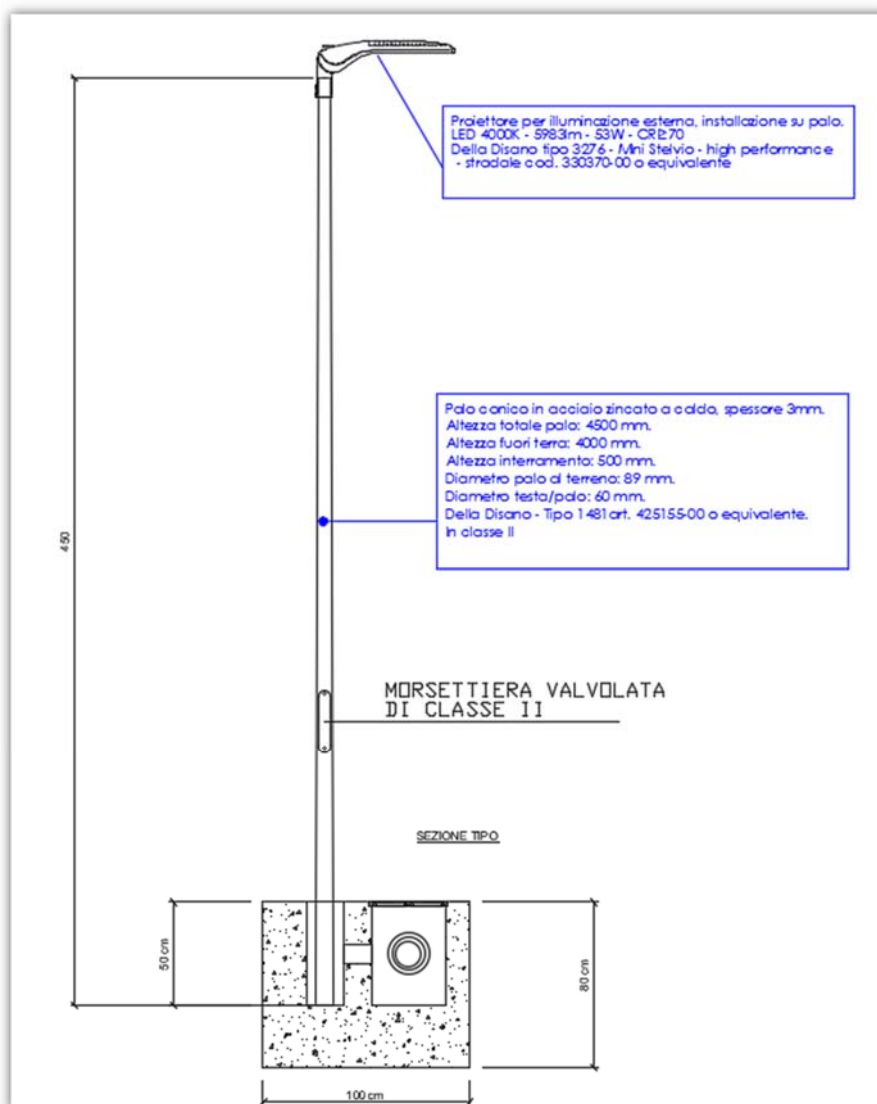 Proiettore per illuminazione esterna, installazione su palo.
LED 4000K - 5983lm - 53W - CRI≥70
Della Disano tipo 3276 - Mini Stelvio - high performance
- stradale cod. 330370-00 o equivalente
Palo conico in acciaio zincato a caldo, spessore 3mm.
Altezza totale palo: 4500 mm.
Altezza fuori terra: 4000 mm.
Altezza interramento: 500 mm.
Diametro palo al terreno: 89 mm.
Diametro testa/palo: 60 mm.
Della Disano - Tipo 1481 art. 425155-00 o equivalente.
In classe II
450
MORSETTIERA VALVOLATA
DI CLASSE II
SEZIONE TIPO
50 cm
80 cm
100 cm